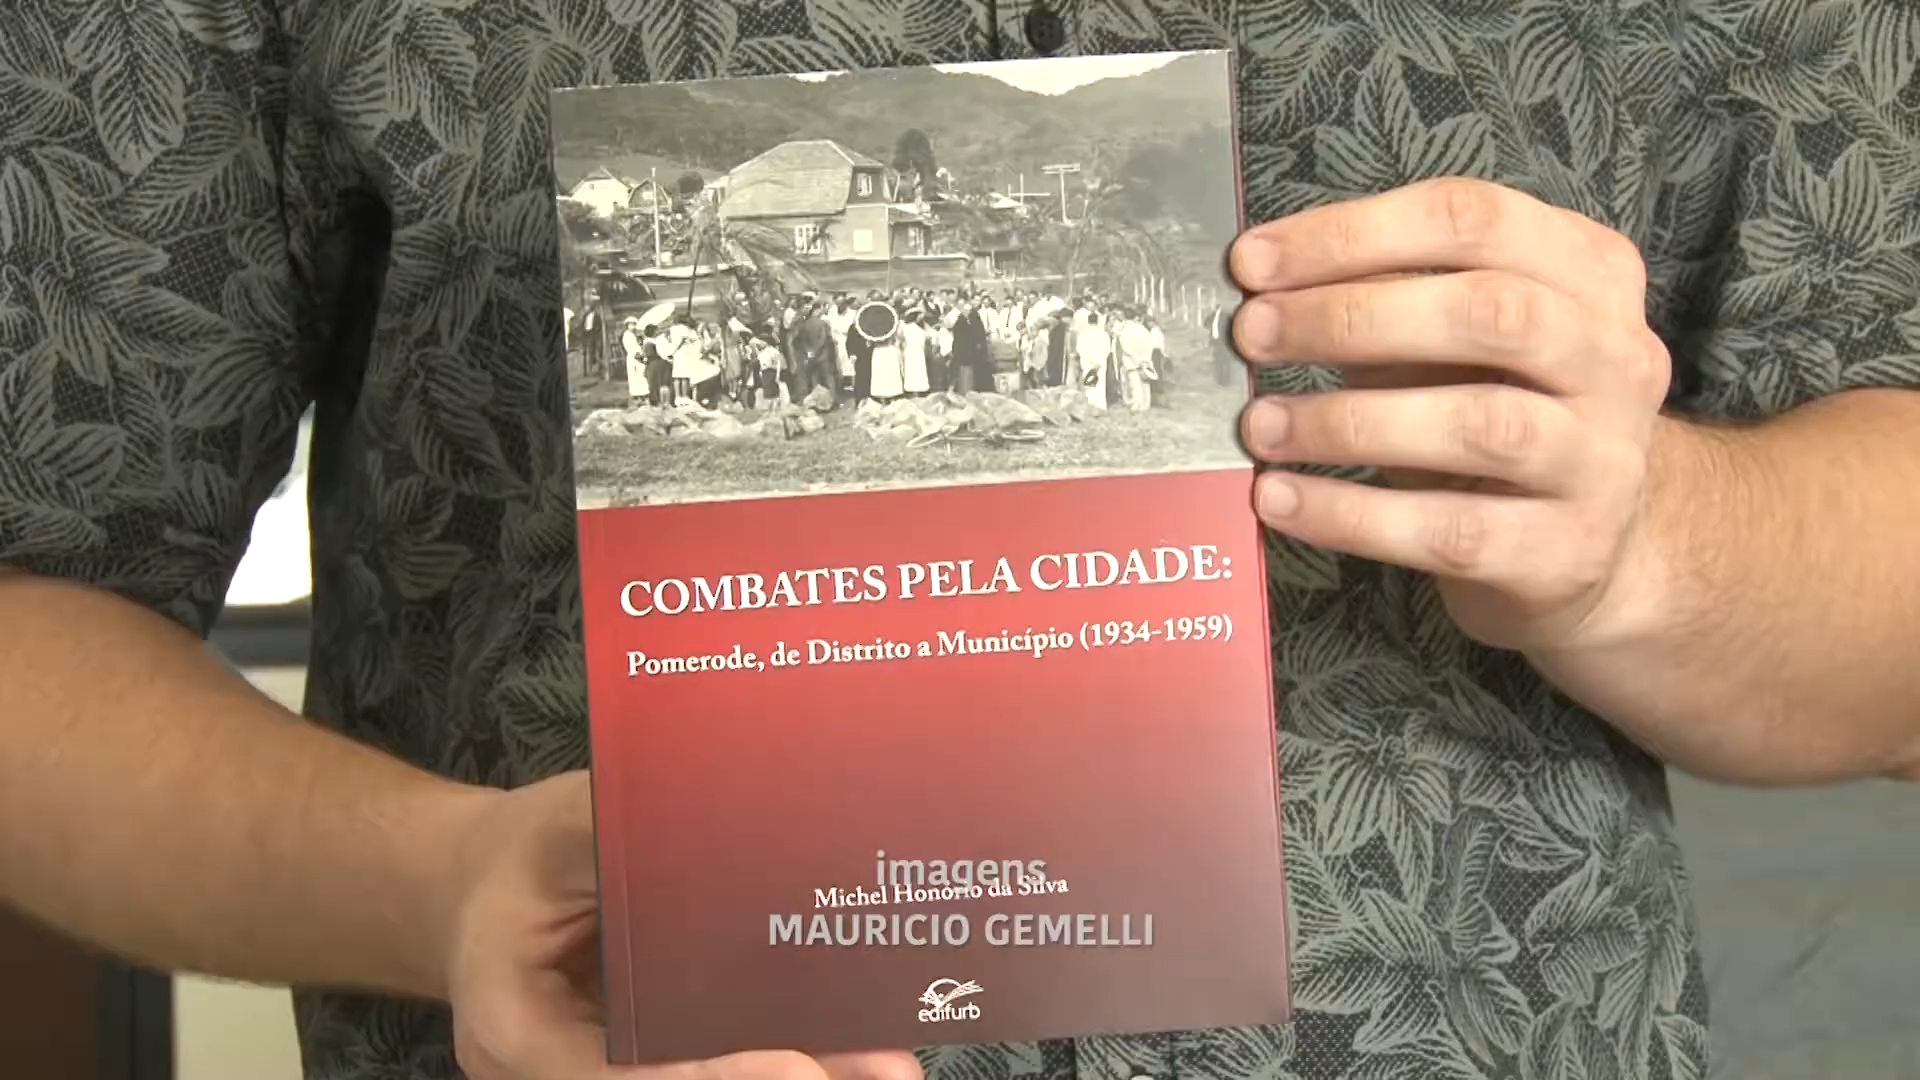 COMBATES PELA CIDADE:
Pomerode, de Distrito a Município (1934-1959)
imagens
Michel Honório da Silva
MAURICIO GEMELLI
edifurb